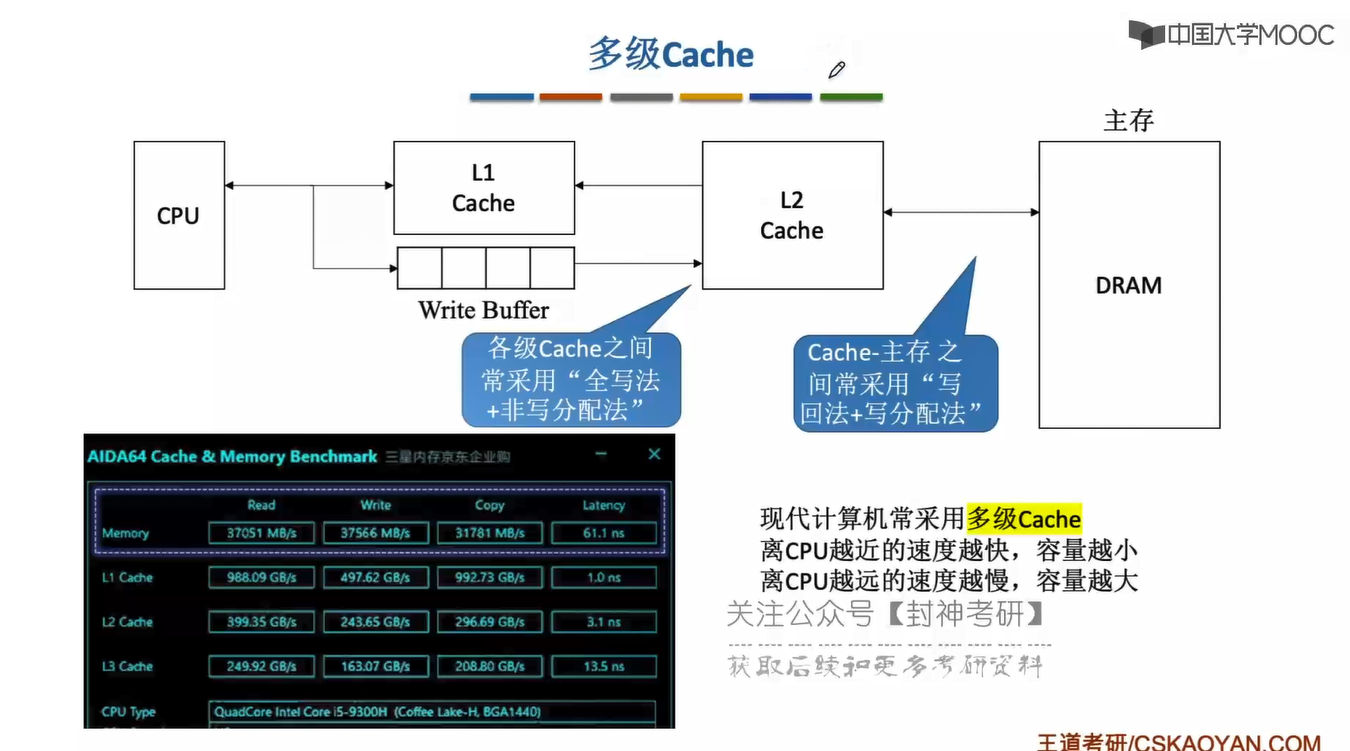 中国大学MOOC
多级Cache
主存
CPU
L1
Cache
L2
Cache
DRAM
Write Buffer
各级Cache之间
常采用“全写法
+非写分配法”
Cache-主存 之
间常采用“写
回法+写分配法”
AIDA64 Cache & Memory Benchmark 三星内存京东企业购
Read Write Copy Latency
Memory 37051 MB/s 37566 MB/s 31781 MB/s 61.1 ns
L1 Cache 988.09 GB/s 497.62 GB/s 992.73 GB/s 1.0 ns
L2 Cache 399.35 GB/s 243.65 GB/s 296.69 GB/s 3.1 ns
L3 Cache 249.92 GB/s 163.07 GB/s 208.80 GB/s 13.5 ns
CPU Type QuadCore Intel Core i5-9300H (Coffee Lake-H, BGA1440)
现代计算机常采用多级Cache
离CPU越近的速度越快，容量越小
离CPU越远的速度越慢，容量越大
关注公众号【封神考研】
获取后续和更多考研资料
王道考研/CSKAOYAN.COM